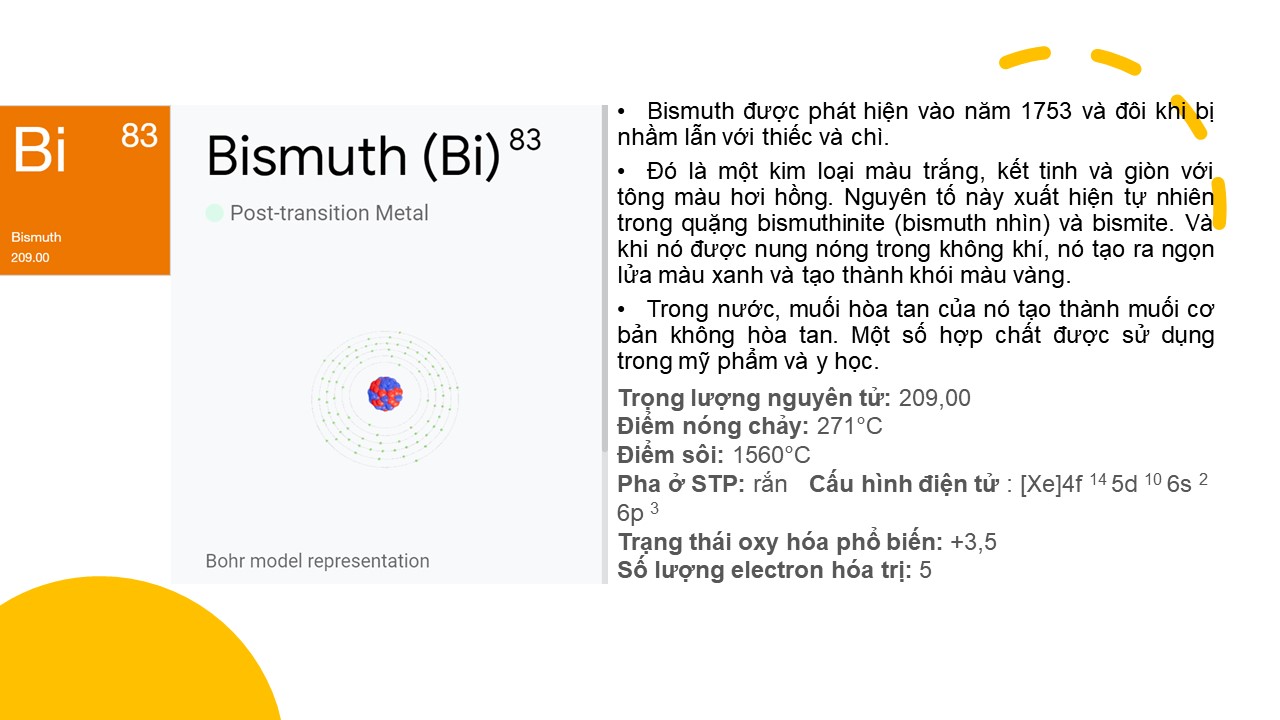 Bi 83
Bismuth
209.00
Bismuth (Bi) 83
Post-transition Metal
Bohr model representation
• Bismuth được phát hiện vào năm 1753 và đôi khi bị
nhầm lẫn với thiếc và chì.
• Đó là một kim loại màu trắng, kết tinh và giòn với
tông màu hơi hồng. Nguyên tố này xuất hiện tự nhiên
trong quặng bismuthinite (bismuth nhìn) và bismite. Và
khi nó được nung nóng trong không khí, nó tạo ra ngọn
lửa màu xanh và tạo thành khói màu vàng.
• Trong nước, muối hòa tan của nó tạo thành muối cơ
bản không hòa tan. Một số hợp chất được sử dụng
trong mỹ phẩm và y học.
Trọng lượng nguyên tử: 209,00
Điểm nóng chảy: 271°C
Điểm sôi: 1560°C
Pha ở STP: rắn Cấu hình điện tử : [Xe]4f 14 5d 10 6s 2
6p 3
Trạng thái oxy hóa phổ biến: +3,5
Số lượng electron hóa trị: 5